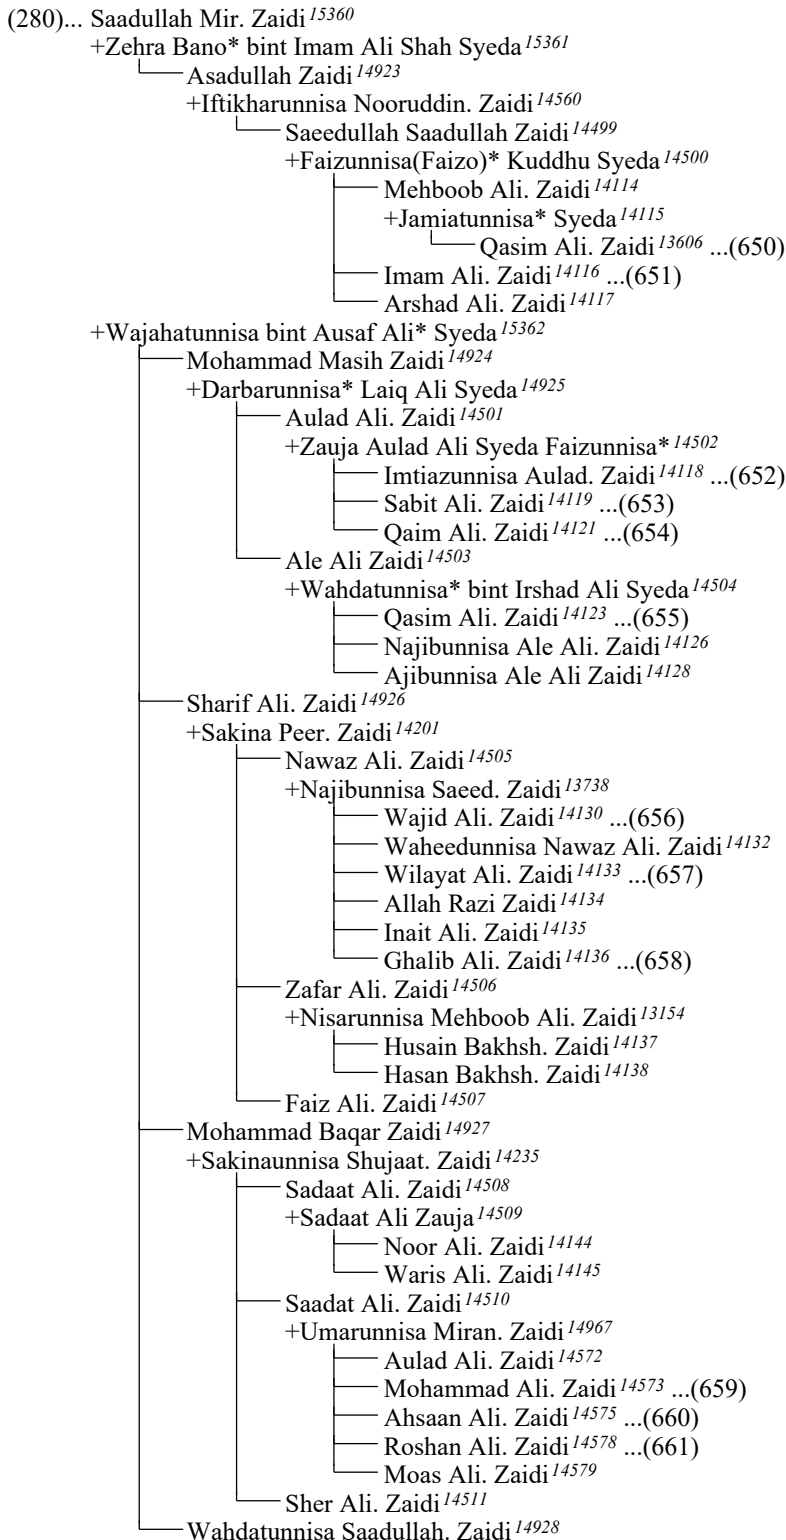 (280)... Saadullah Mir. Zaidi 15360
+Zehra Bano* bint Imam Ali Shah Syeda 15361
Asadullah Zaidi 14923
+Iftikharunnisa Nooruddin. Zaidi 14560
Saeedullah Saadullah Zaidi 14499
+Faizunnisa(Faizo)* Kuddhu Syeda 14500
Mehboob Ali. Zaidi 14114
+Jamiatunnisa* Syeda 14115
Qasim Ali. Zaidi 13606 ...(650)
Imam Ali. Zaidi 14116 ...(651)
Arshad Ali. Zaidi 14117
+Wajahatunnisa bint Ausaf Ali* Syeda 15362
Mohammad Masih Zaidi 14924
+Darbarunnisa* Laiq Ali Syeda 14925
Aulad Ali. Zaidi 14501
+Zauja Aulad Ali Syeda Faizunnisa* 14502
Imtiazunnisa Aulad. Zaidi 14118 ...(652)
Sabit Ali. Zaidi 14119 ...(653)
Qaim Ali. Zaidi 14121 ...(654)
Ale Ali Zaidi 14503
+Wahdatunnisa* bint Irshad Ali Syeda 14504
Qasim Ali. Zaidi 14123 ...(655)
Najibunnisa Ale Ali. Zaidi 14126
Ajibunnisa Ale Ali Zaidi 14128
Sharif Ali. Zaidi 14926
+Sakina Peer. Zaidi 14201
Nawaz Ali. Zaidi 14505
+Najibunnisa Saeed. Zaidi 13738
Wajid Ali. Zaidi 14130 ...(656)
Waheedunnisa Nawaz Ali. Zaidi 14132
Wilayat Ali. Zaidi 14133 ...(657)
Allah Razi Zaidi 14134
Inait Ali. Zaidi 14135
Ghalib Ali. Zaidi 14136 ...(658)
Zafar Ali. Zaidi 14506
+Nisarunnisa Mehboob Ali. Zaidi 13154
Husain Bakhsh. Zaidi 14137
Hasan Bakhsh. Zaidi 14138
Faiz Ali. Zaidi 14507
Mohammad Baqar Zaidi 14927
+Sakinaunnisa Shujaat. Zaidi 14235
Sadaat Ali. Zaidi 14508
+Sadaat Ali Zauja 14509
Noor Ali. Zaidi 14144
Waris Ali. Zaidi 14145
Saadat Ali. Zaidi 14510
+Umarunnisa Miran. Zaidi 14967
Aulad Ali. Zaidi 14572
Mohammad Ali. Zaidi 14573 ...(659)
Ahsaan Ali. Zaidi 14575 ...(660)
Roshan Ali. Zaidi 14578 ...(661)
Moas Ali. Zaidi 14579
Sher Ali. Zaidi 14511
Wahdatunnisa Saadullah. Zaidi 14928